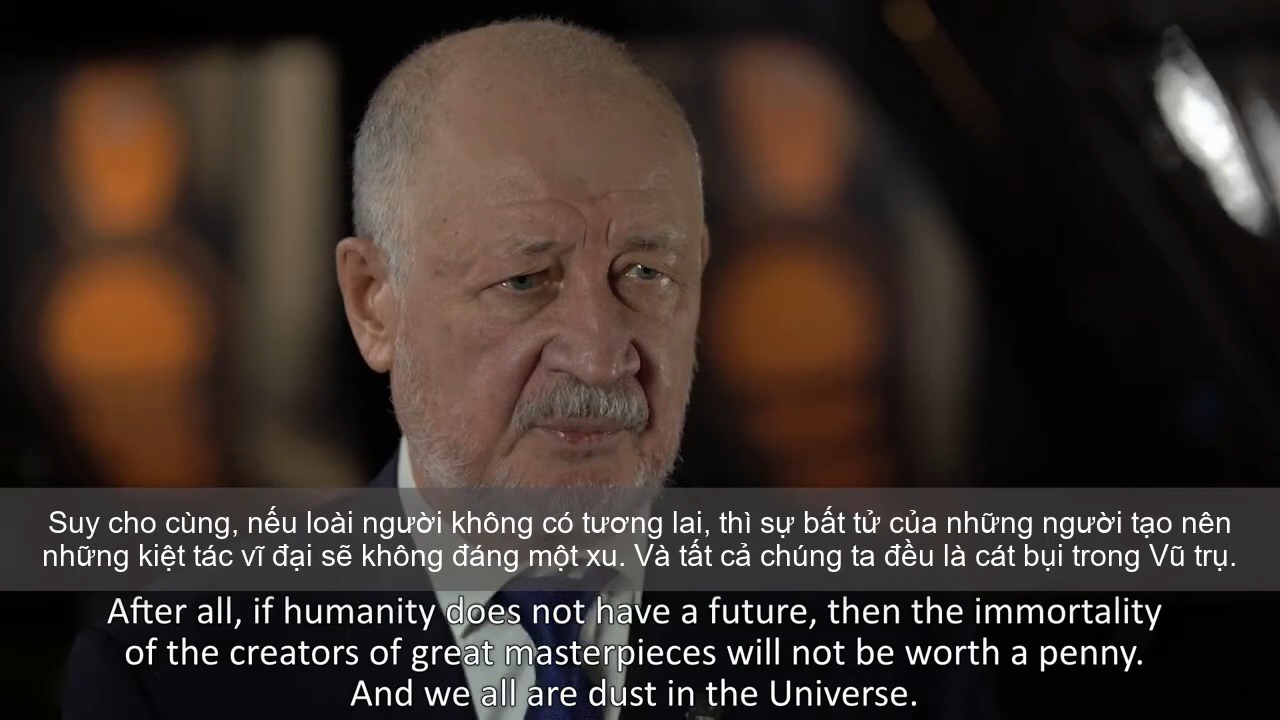 Suy cho cùng, nếu loài người không có tương lai, thì sự bất tử của những người tạo nên
những kiệt tác vĩ đại sẽ không đáng một xu. Và tất cả chúng ta đều là cát bụi trong Vũ trụ.
After all, if humanity does not have a future, then the immortality
of the creators of great masterpieces will not be worth a penny.
And we all are dust in the Universe.